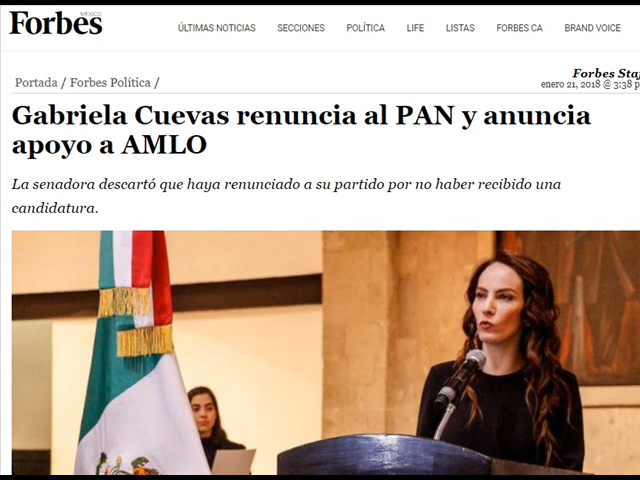 Forbes
MÉXICO
ÚLTIMAS NOTICIAS SECCIONES POLÍTICA LIFE LISTAS FORBES CA BRAND VOICE
Forbes
Portada / Forbes Política /
enero 21, 2018 @ 3:38
Gabriela Cuevas renuncia al PAN y anuncia
apoyo a AMLO
La senadora descartó que haya renunciado a su partido por no haber recibido una
candidatura.